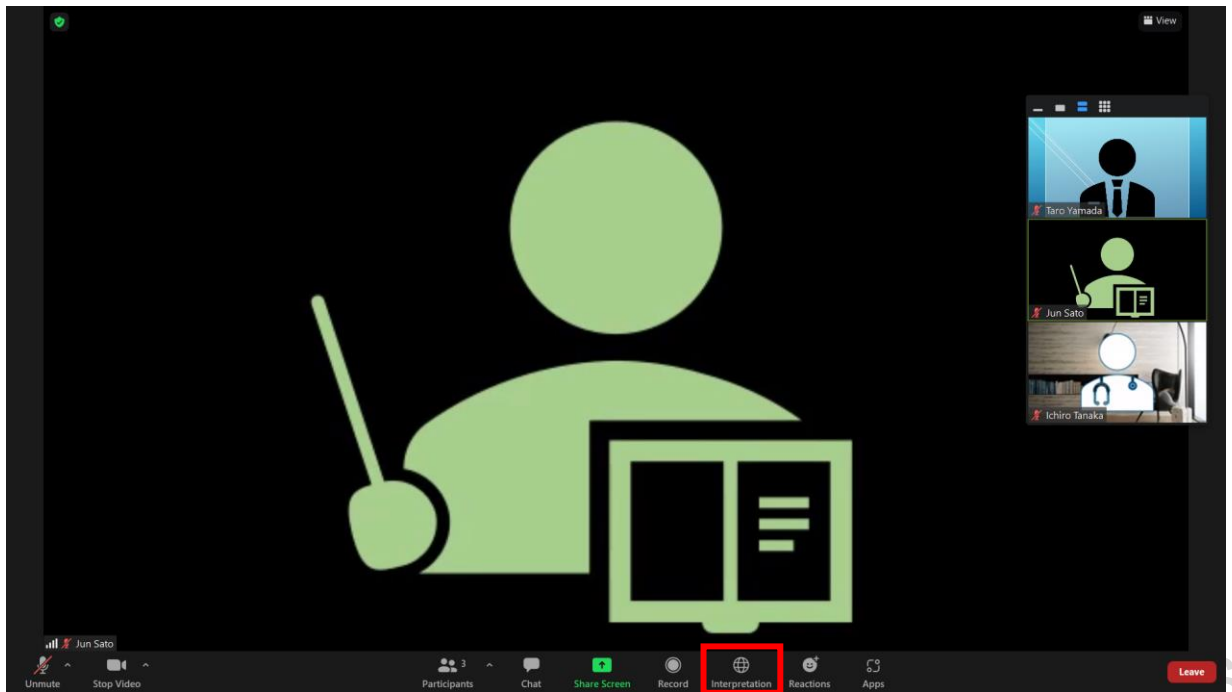 View
Taro Yamada
Jun Sato
Ichiro Tanaka
Jun Sato
Unmute
Stop Video
Participants
3
Chat
Share Screen
Record
Interpretation
Reactions
Apps
Leave